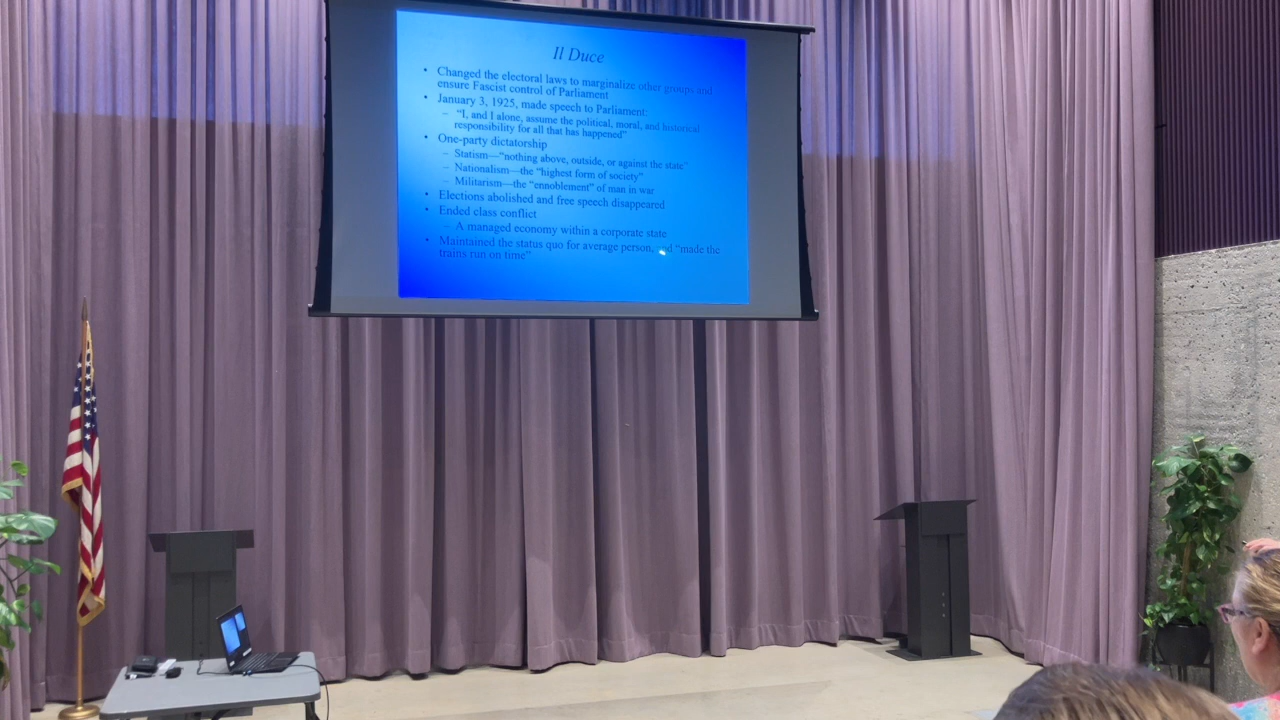 Il Duce
• Changed the electoral laws to marginalize other groups and
ensure Fascist control of Parliament
• January 3, 1925, made speech to Parliament:
– “I, and I alone, assume the political, moral, and historical
responsibility for all that has happened”
• One-party dictatorship
– Statism—“nothing above, outside, or against the state”
– Nationalism—the “highest form of society”
– Militarism—the “ennoblement” of man in war
• Elections abolished and free speech disappeared
• Ended class conflict
– A managed economy within a corporate state
• Maintained the status quo for average person, and “made the
trains run on time”